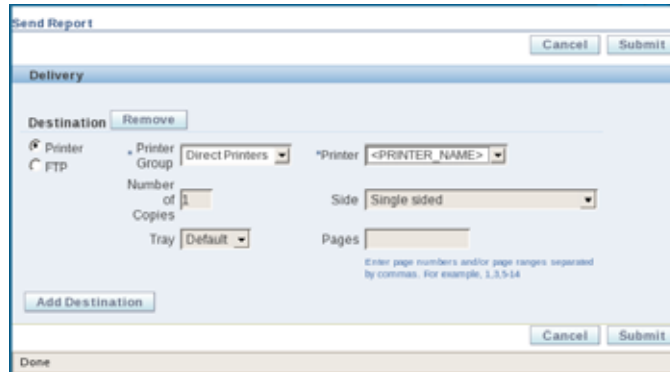 Send Report
Cancel Submit
Delivery
Destination Remove
Printer
FTP
* Printer Group Direct Printers
*Printer <PRINTER_NAME>
Number of Copies 1
Side Single sided
Tray Default
Pages
Enter page numbers and/or page ranges separated
by commas. For example, 1,3,5-14
Add Destination
Cancel Submit
Done